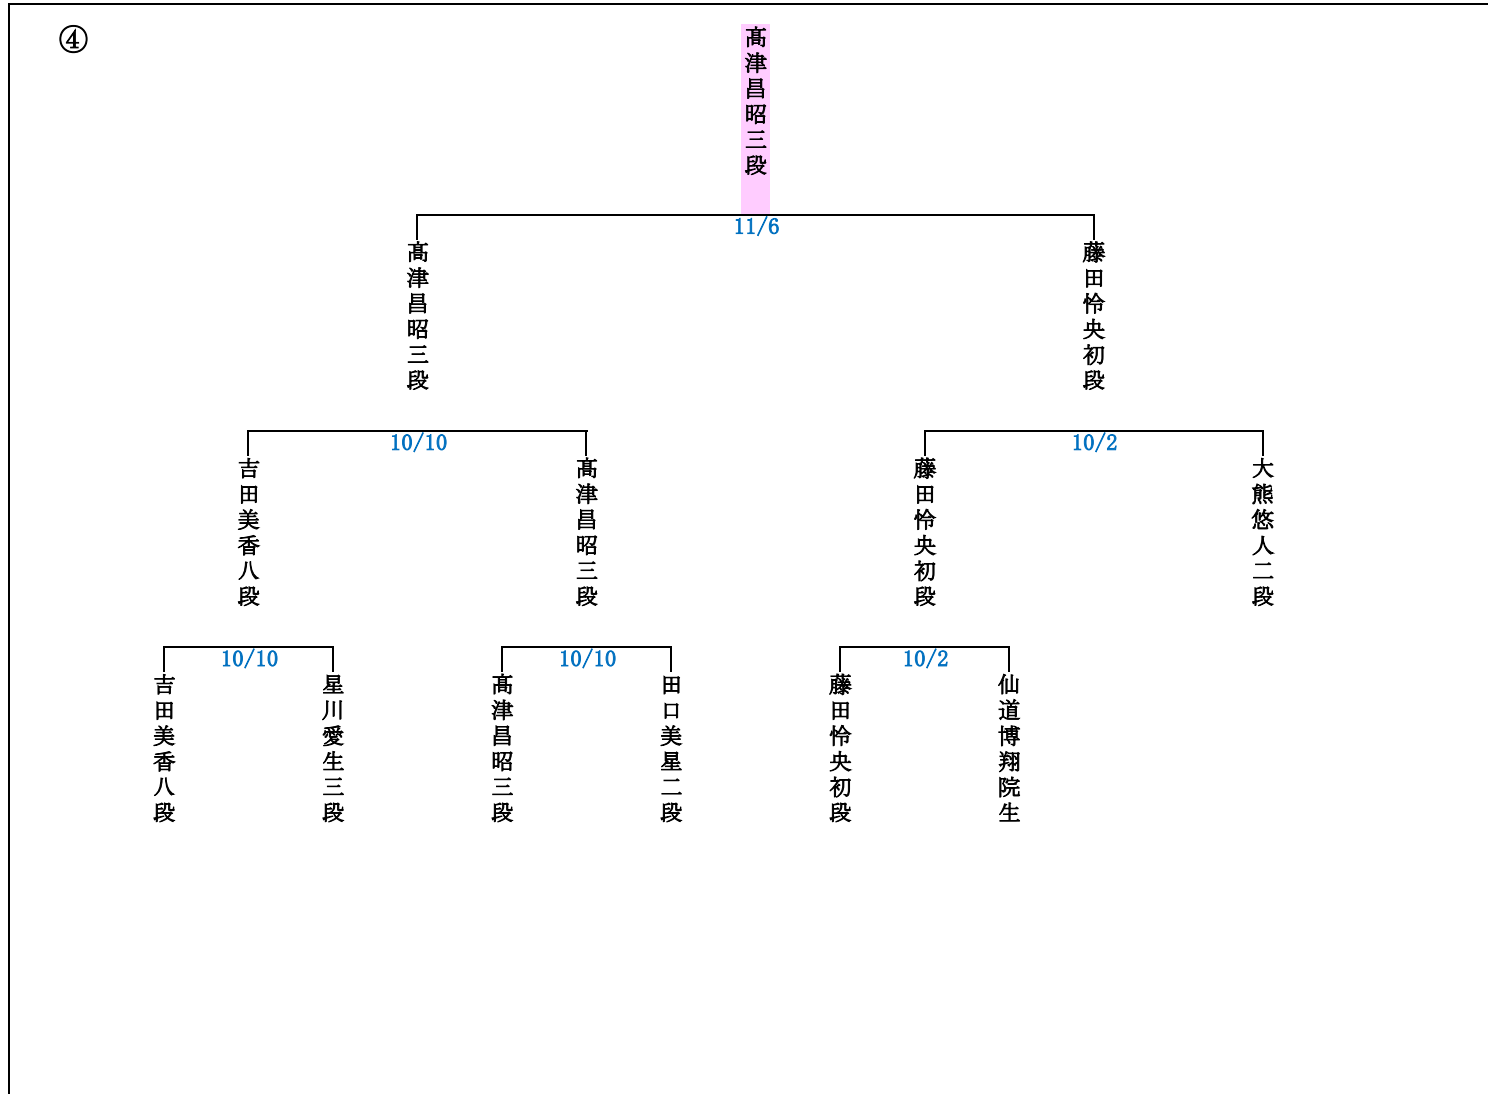 ④
髙津昌昭三段
11/6
髙津昌昭三段
藤田怜央初段
10/10
10/2
吉田美香八段
髙津昌昭三段
藤田怜央初段
大熊悠人二段
10/10
10/10
10/2
吉田美香八段
星川愛生三段
髙津昌昭三段
田口美星二段
藤田怜央初段
仙道博翔院生